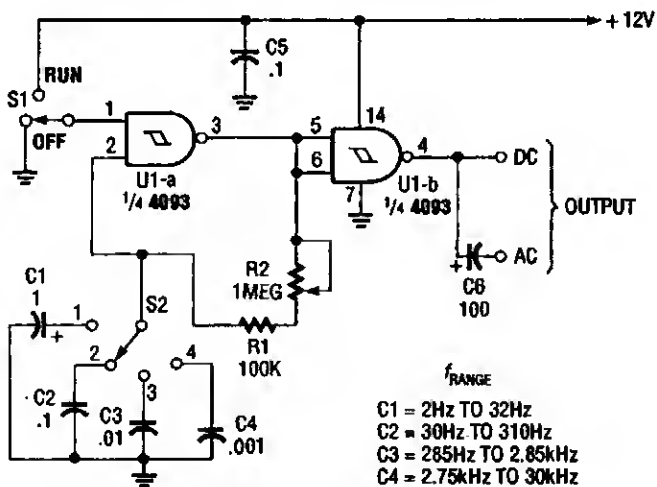 + 12V
C5
.1
RUN
S1
OFF
1
2
3
U1-a
1/4 4093
5
6
14
4
7
U1-b
1/4 4093
DC
OUTPUT
AC
+
C6
100
R2
1MEG
R1
100K
C1
1
+
1
S2
2
3
4
C2
.1
C3
.01
C4
.001
fRANGE
C1 = 2Hz TO 32Hz
C2 = 30Hz TO 310Hz
C3 = 285Hz TO 2.85kHz
C4 = 2.75kHz TO 30kHz